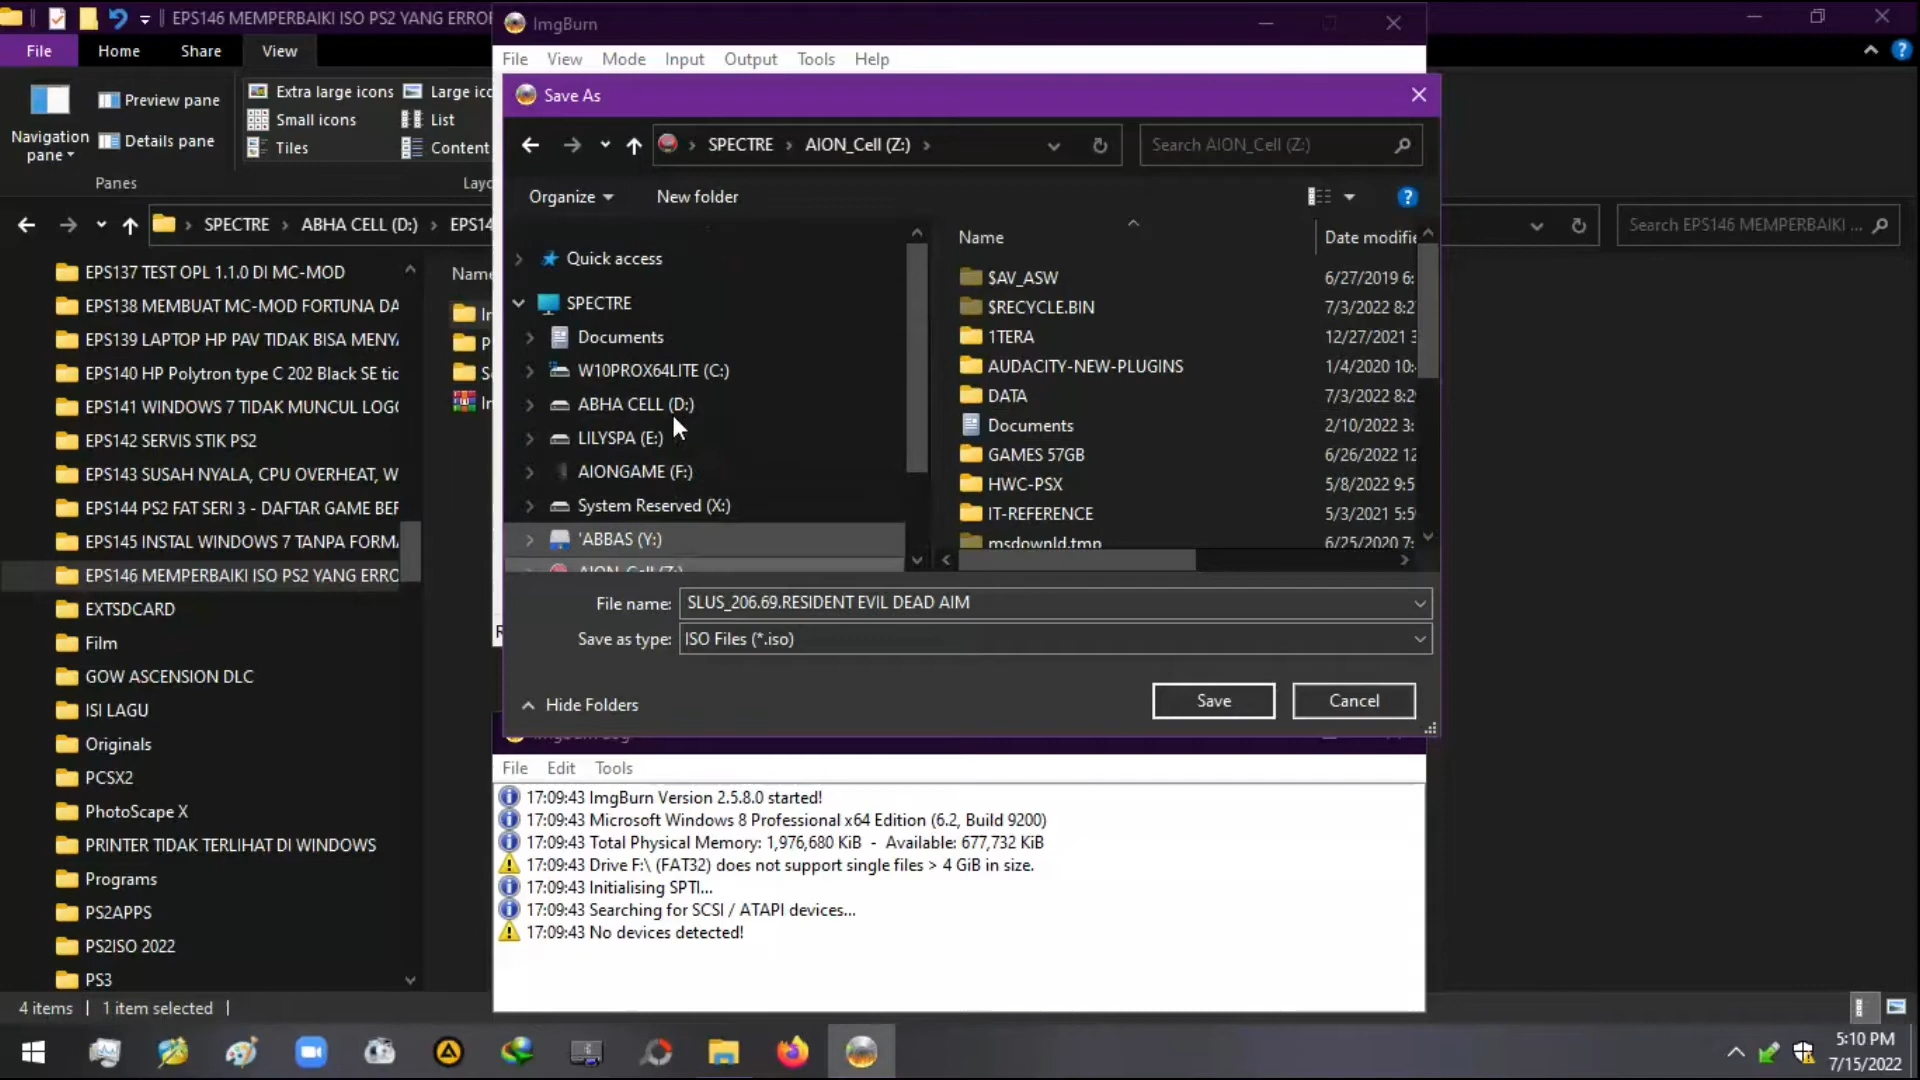 EPS146 MEMPERBAIKI ISO PS2 YANG ERROR
File
Home
Share
View
Preview pane
Details pane
Navigation
pane
Panes
Extra large icons
Large ico
Small icons
List
Tiles
Content
SPECTRE
ABHA CELL (D:)
EPS14
Search EPS146 MEMPERBAIKI ...
EPS137 TEST OPL 1.1.0 DI MC-MOD
EPS138 MEMBUAT MC-MOD FORTUNA DA
EPS139 LAPTOP HP PAV TIDAK BISA MENY
EPS140 HP Polytron type C 202 Black SE tid
EPS141 WINDOWS 7 TIDAK MUNCUL LOG
EPS142 SERVIS STIK PS2
EPS143 SUSAH NYALA, CPU OVERHEAT, W
EPS144 PS2 FAT SERI 3 - DAFTAR GAME BE
EPS145 INSTAL WINDOWS 7 TANPA FORM
EPS146 MEMPERBAIKI ISO PS2 YANG ERRO
EXTSDCARD
Film
GOW ASCENSION DLC
ISI LAGU
Originals
PCSX2
PhotoScape X
PRINTER TIDAK TERLIHAT DI WINDOWS
Programs
PS2APPS
PS2ISO 2022
PS3
Name
4 items
1 item selected
ImgBurn
File View Mode Input Output Tools Help
Save As
SPECTRE
AION_Cell (Z:)
Search AION_Cell (Z:)
Organize
New folder
Quick access
SPECTRE
Documents
W10PROX64LITE (C:)
ABHA CELL (D:)
LILYSPA (E:)
AIONGAME (F:)
System Reserved (X:)
'ABBAS (Y:)
AION_Cell (Z:)
Name
Date modifie
$AV_ASW 6/27/2019 6:
$RECYCLE.BIN 7/3/2022 8:2
1TERA 12/27/2021 3
AUDACITY-NEW-PLUGINS 1/4/2020 10:
DATA 7/3/2022 8:2
Documents 2/10/2022 3:
GAMES 57GB 6/26/2022 12
HWC-PSX 5/8/2022 9:5
IT-REFERENCE 5/3/2021 5:5
msdownld.tmp 6/25/2020 7:
File name: SLUS_206.69.RESIDENT EVIL DEAD AIM
Save as type: ISO Files (*.iso)
Hide Folders
Save
Cancel
File Edit Tools
17:09:43 ImgBurn Version 2.5.8.0 started!
17:09:43 Microsoft Windows 8 Professional x64 Edition (6.2, Build 9200)
17:09:43 Total Physical Memory: 1,976,680 KiB - Available: 677,732 KiB
17:09:43 Drive F:\ (FAT32) does not support single files > 4 GiB in size.
17:09:43 Initialising SPTI...
17:09:43 Searching for SCSI / ATAPI devices...
17:09:43 No devices detected!
5:10 PM
7/15/2022